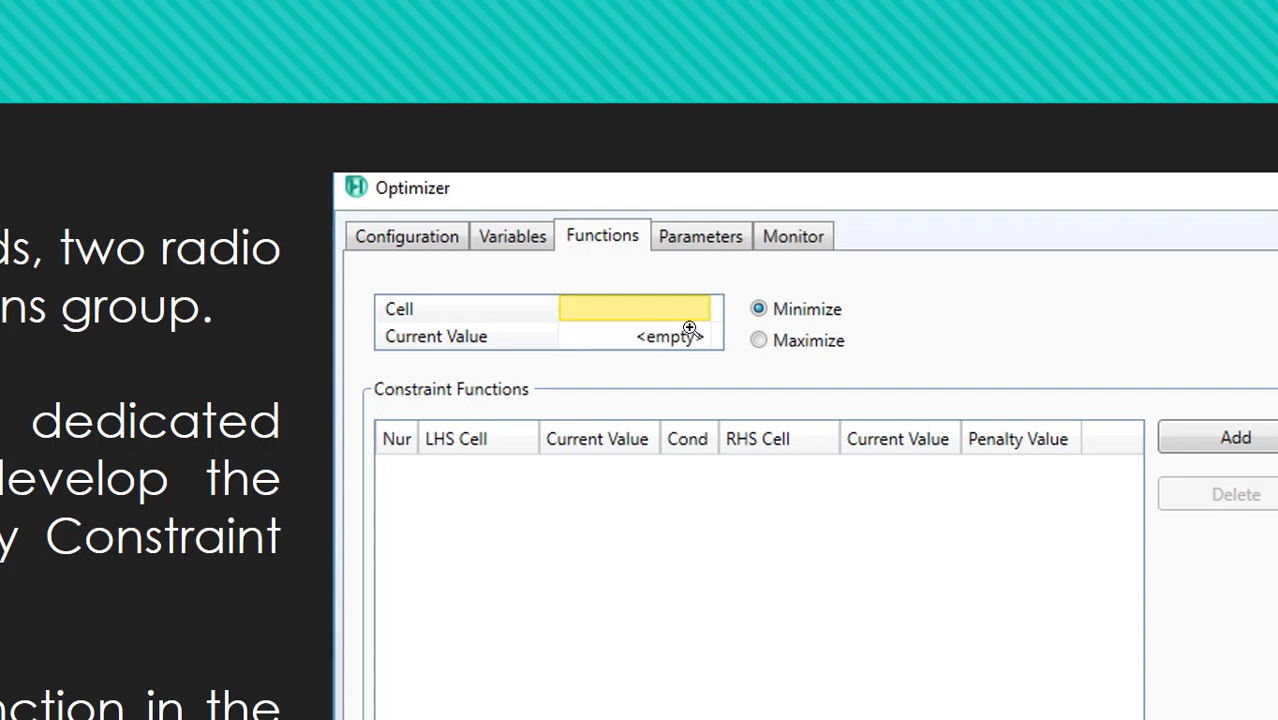 ds, two radio
ns group.
dedicated
develop the
y Constraint
nction in the
Optimizer
Configuration Variables Functions Parameters Monitor
Cell
Minimize
Current Value <empty>
Maximize
Constraint Functions
Nur LHS Cell Current Value Cond RHS Cell Current Value Penalty Value
Add
Delete